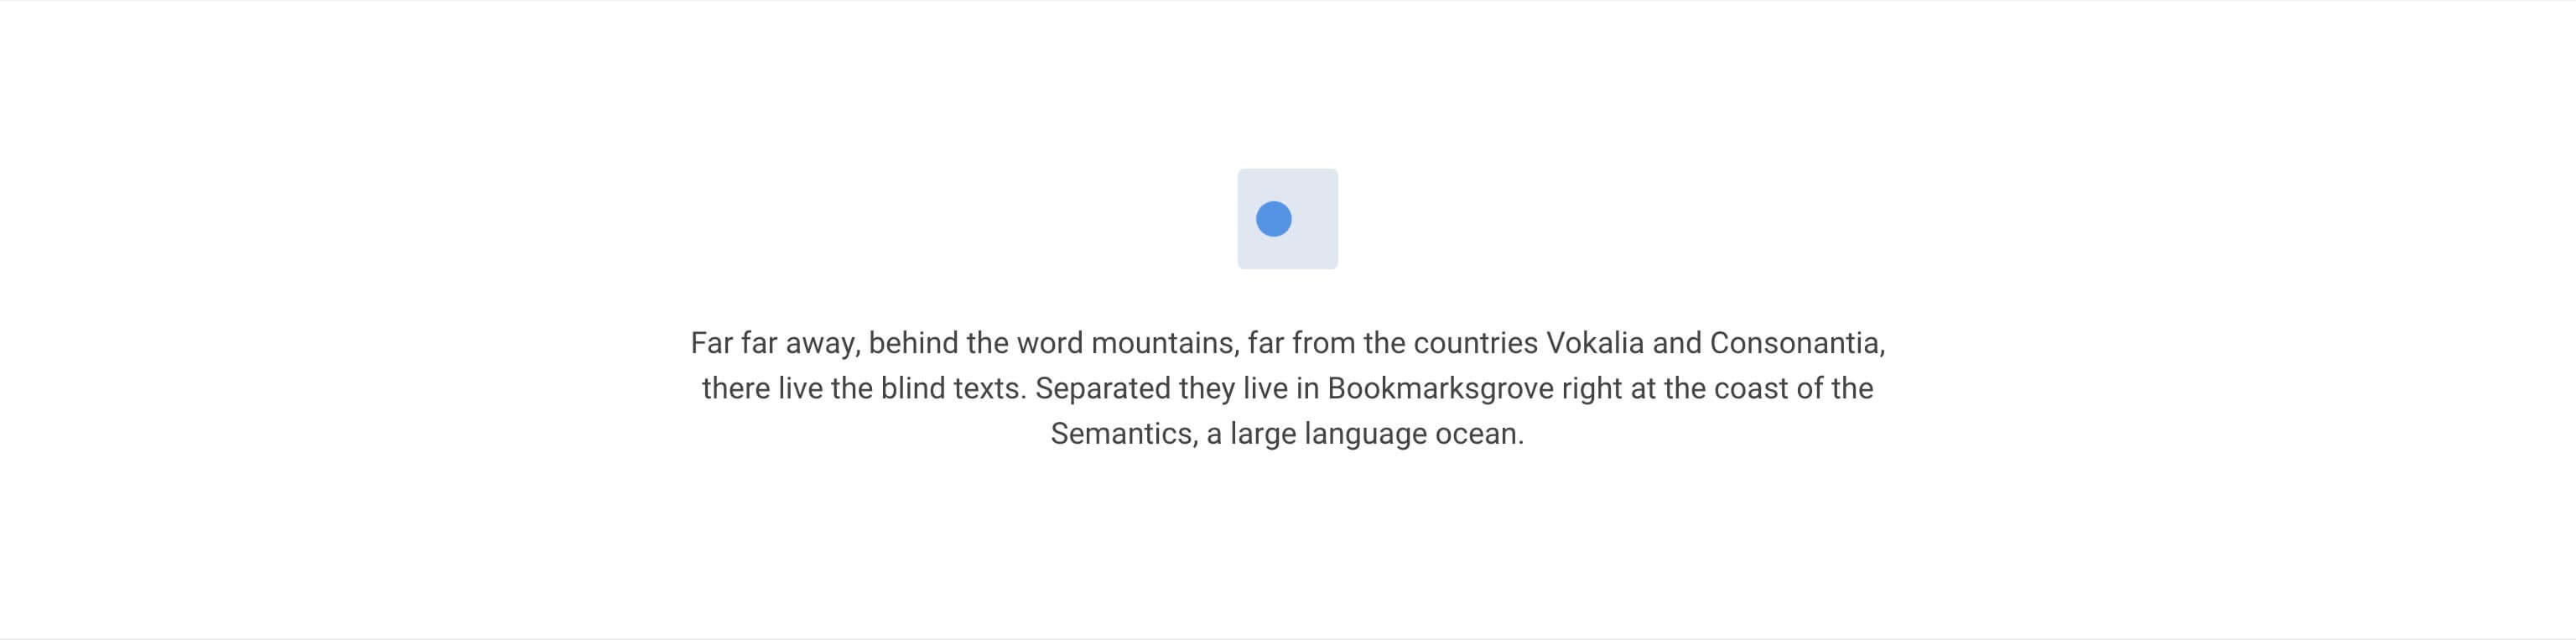 Far far away, behind the word mountains, far from the countries Vokalia and Consonantia,
there live the blind texts. Separated they live in Bookmarksgrove right at the coast of the
Semantics, a large language ocean.